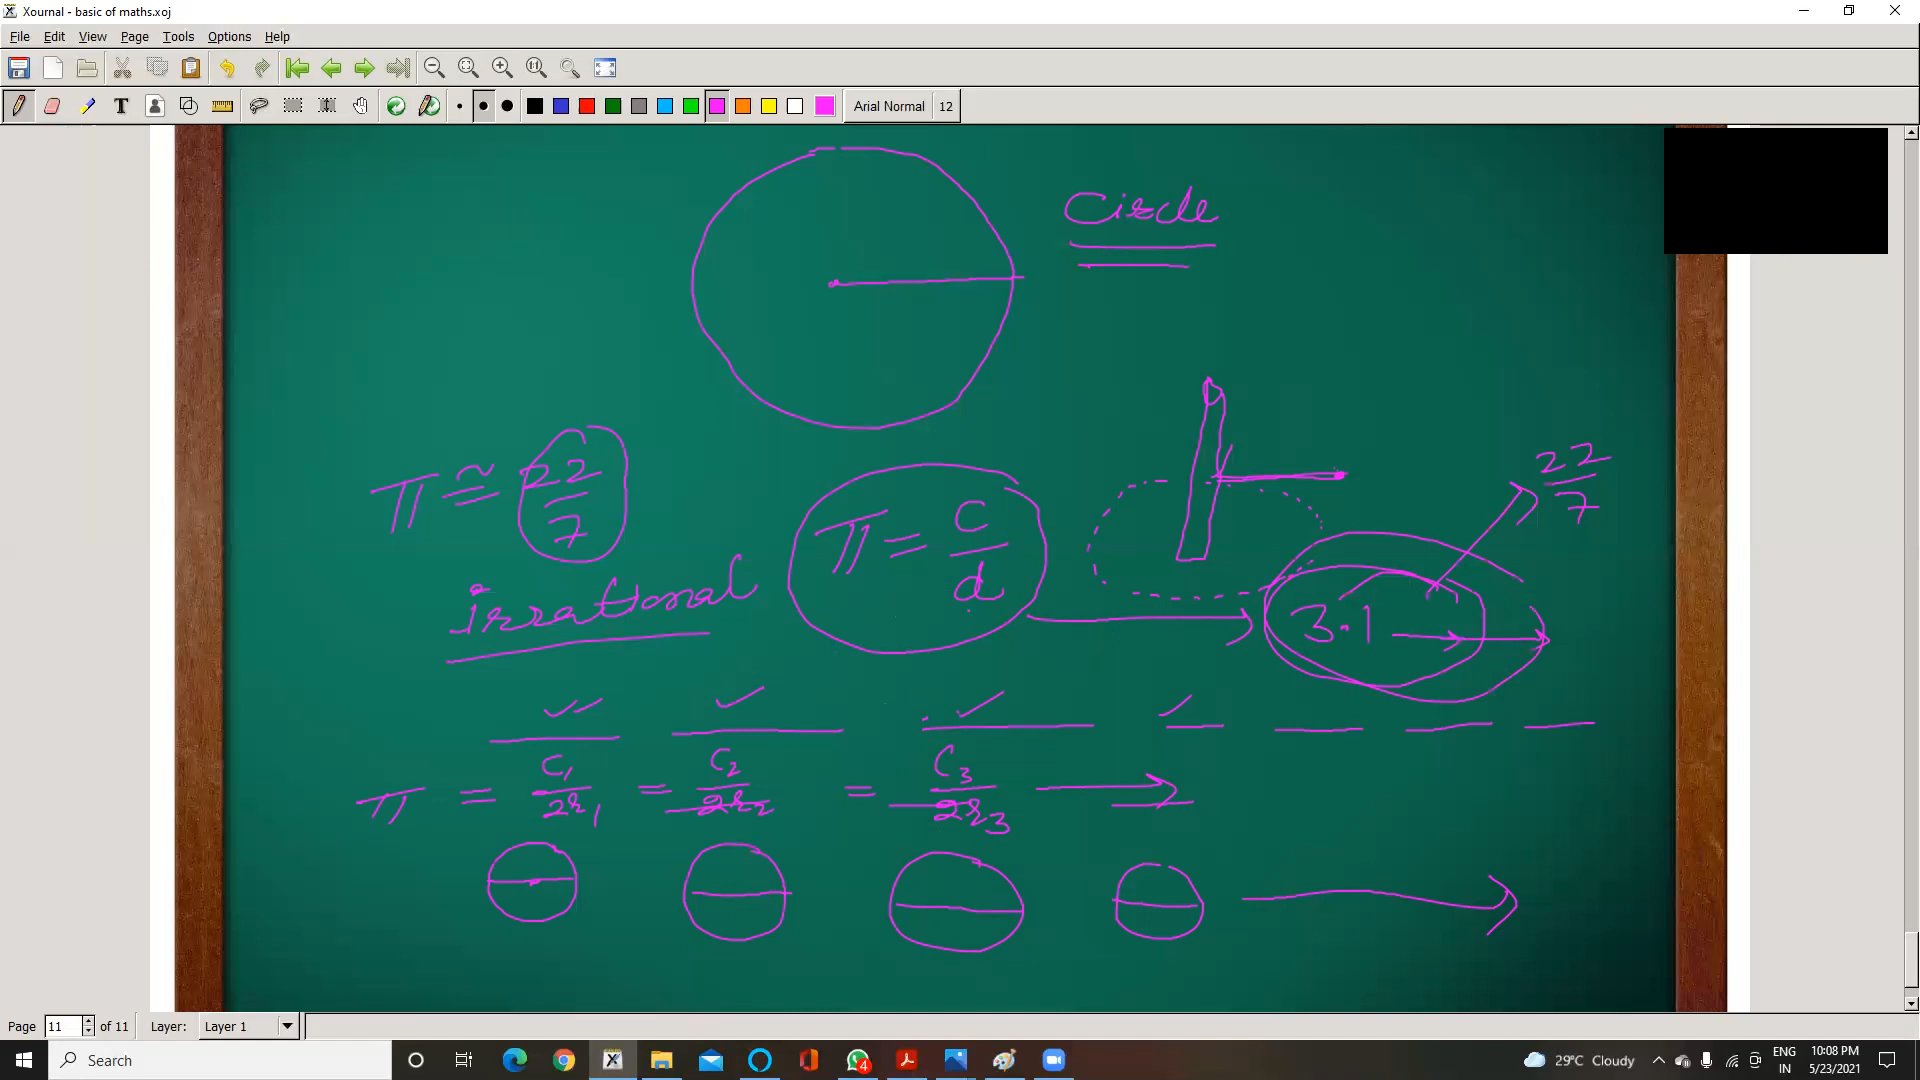 Xournal - basic of maths.xoj
File Edit View Page Tools Options Help
Arial Normal 12
Circle
π ≅ 22/7
π = C/d
22/7
3.1
irrational
π = C₁/2r₁ = C₂/2r₂ = C₃/2r₃
Page 11 of 11 Layer: Layer 1
Search
4
29°C Cloudy
ENG
IN
10:08 PM
5/23/2021